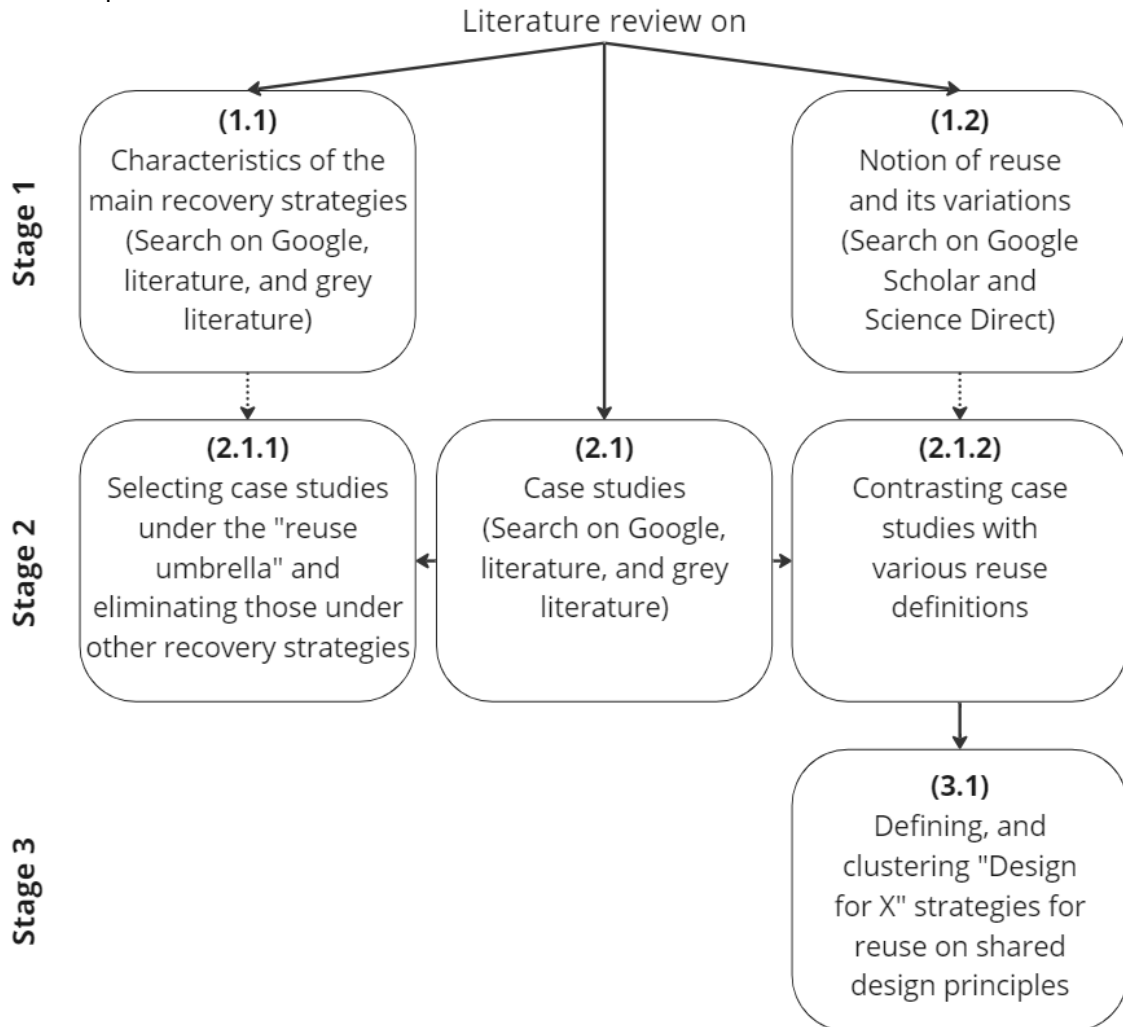 Literature review on
Stage 1
(1.1)
Characteristics of the
main recovery strategies
(Search on Google,
literature, and grey
literature)
(1.2)
Notion of reuse
and its variations
(Search on Google
Scholar and
Science Direct)
Stage 2
(2.1.1)
Selecting case studies
under the "reuse
umbrella" and
eliminating those under
other recovery strategies
(2.1)
Case studies
(Search on Google,
literature, and grey
literature)
(2.1.2)
Contrasting case
studies with
various reuse
definitions
Stage 3
(3.1)
Defining, and
clustering "Design
for X" strategies for
reuse on shared
design principles